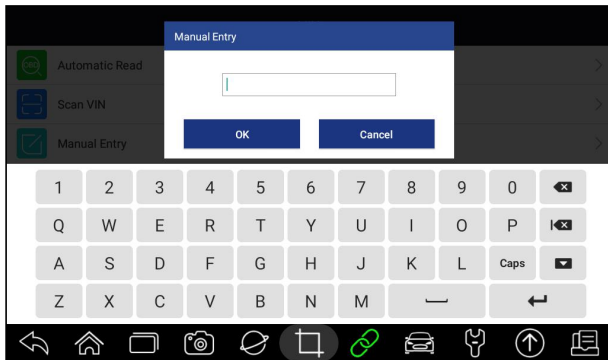 Manual Entry
OBD
Automatic Read
Scan VIN
Manual Entry
OK
Cancel
1 2 3 4 5 6 7 8 9 0
Q W E R T Y U I O P
A S D F G H J K L Caps
Z X C V B N M